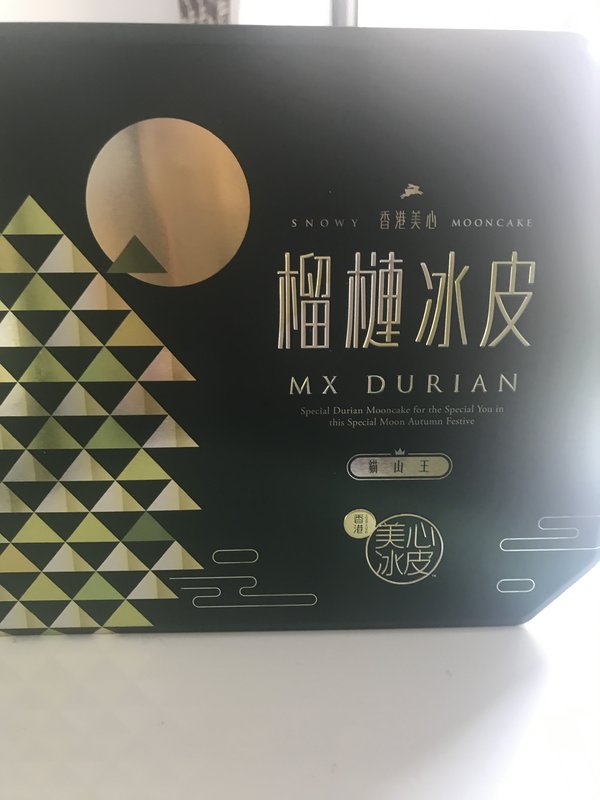 SNOWY 香港美心 MOONCAKE
榴槤冰皮
MX DURIAN
Special Durian Mooncake for the Special You in
this Special Moon Autumn Festive
貓山王
香港
美心
冰皮